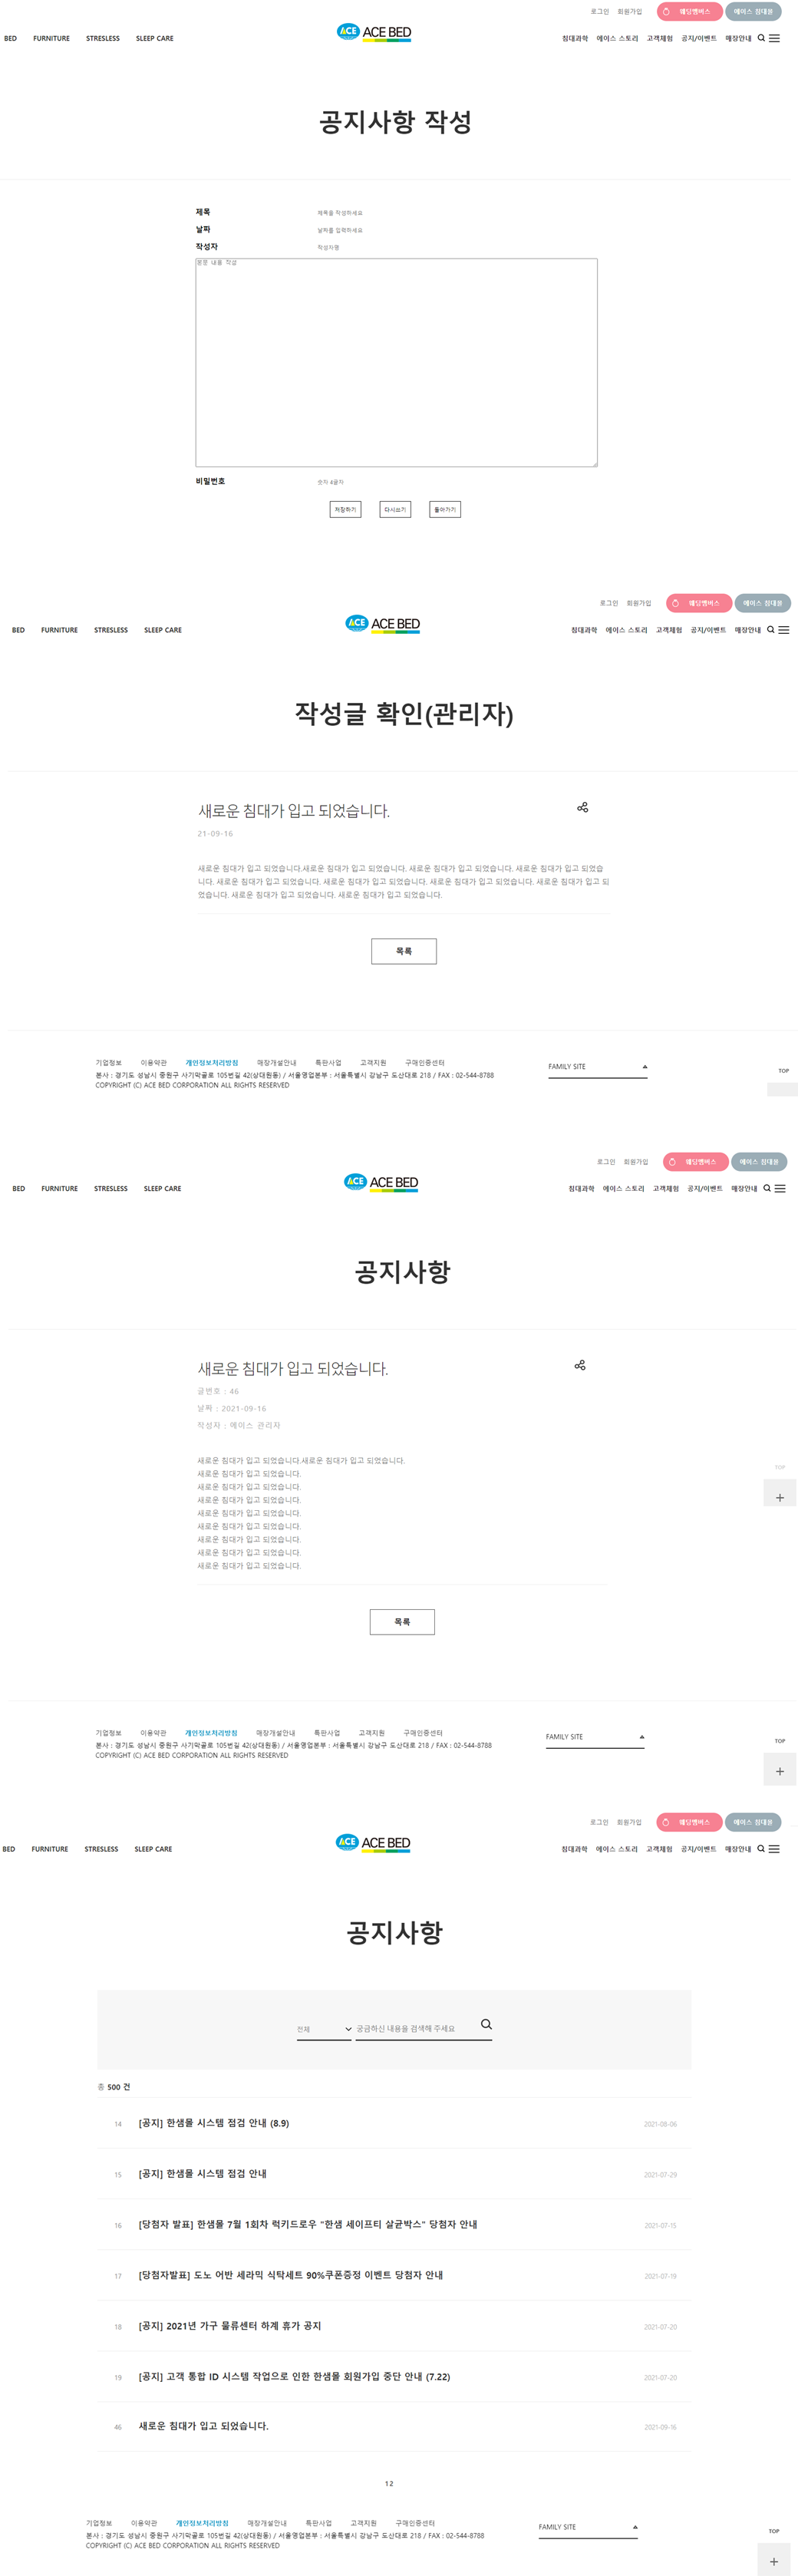 로그인 회원가입 웨딩멤버스 에이스 침대몰
BED FURNITURE STRESLESS SLEEP CARE ACE ACE BED 침대과학 에이스 스토리 고객체험 공지/이벤트 매장안내
공지사항 작성
제목 제목을 작성하세요
날짜 날짜를 입력하세요
작성자 작성자명
본문 내용 작성
비밀번호 숫자 4글자
저장하기 다시쓰기 돌아가기
로그인 회원가입 웨딩멤버스 에이스 침대몰
BED FURNITURE STRESLESS SLEEP CARE ACE ACE BED 침대과학 에이스 스토리 고객체험 공지/이벤트 매장안내
작성글 확인(관리자)
새로운 침대가 입고 되었습니다.
21-09-16
새로운 침대가 입고 되었습니다.새로운 침대가 입고 되었습니다. 새로운 침대가 입고 되었습니다. 새로운 침대가 입고 되었습
니다. 새로운 침대가 입고 되었습니다. 새로운 침대가 입고 되었습니다. 새로운 침대가 입고 되었습니다. 새로운 침대가 입고 되
었습니다. 새로운 침대가 입고 되었습니다. 새로운 침대가 입고 되었습니다.
목록
기업정보 이용약관 개인정보처리방침 매장개설안내 특판사업 고객지원 구매인증센터
FAMILY SITE
TOP
본사 : 경기도 성남시 중원구 사기막골로 105번길 42(상대원동) / 서울영업본부 : 서울특별시 강남구 도산대로 218 / FAX : 02-544-8788
COPYRIGHT (C) ACE BED CORPORATION ALL RIGHTS RESERVED
로그인 회원가입 웨딩멤버스 에이스 침대몰
BED FURNITURE STRESLESS SLEEP CARE ACE ACE BED 침대과학 에이스 스토리 고객체험 공지/이벤트 매장안내
공지사항
새로운 침대가 입고 되었습니다.
글번호 : 46
날짜 : 2021-09-16
작성자 : 에이스 관리자
새로운 침대가 입고 되었습니다.새로운 침대가 입고 되었습니다.
새로운 침대가 입고 되었습니다.
새로운 침대가 입고 되었습니다.
새로운 침대가 입고 되었습니다.
새로운 침대가 입고 되었습니다.
새로운 침대가 입고 되었습니다.
새로운 침대가 입고 되었습니다.
새로운 침대가 입고 되었습니다.
새로운 침대가 입고 되었습니다.
TOP
+
목록
기업정보 이용약관 개인정보처리방침 매장개설안내 특판사업 고객지원 구매인증센터
FAMILY SITE
TOP
+
본사 : 경기도 성남시 중원구 사기막골로 105번길 42(상대원동) / 서울영업본부 : 서울특별시 강남구 도산대로 218 / FAX : 02-544-8788
COPYRIGHT (C) ACE BED CORPORATION ALL RIGHTS RESERVED
로그인 회원가입 웨딩멤버스 에이스 침대몰
BED FURNITURE STRESLESS SLEEP CARE ACE ACE BED 침대과학 에이스 스토리 고객체험 공지/이벤트 매장안내
공지사항
전체 궁금하신 내용을 검색해 주세요
총 500 건
14 [공지] 한샘몰 시스템 점검 안내 (8.9) 2021-08-06
15 [공지] 한샘몰 시스템 점검 안내 2021-07-29
16 [당첨자 발표] 한샘몰 7월 1회차 럭키드로우 "한샘 세이프티 살균박스" 당첨자 안내 2021-07-15
17 [당첨자발표] 도노 어반 세라믹 식탁세트 90%쿠폰증정 이벤트 당첨자 안내 2021-07-19
18 [공지] 2021년 가구 물류센터 하계 휴가 공지 2021-07-20
19 [공지] 고객 통합 ID 시스템 작업으로 인한 한샘몰 회원가입 중단 안내 (7.22) 2021-07-20
46 새로운 침대가 입고 되었습니다. 2021-09-16
1 2
기업정보 이용약관 개인정보처리방침 매장개설안내 특판사업 고객지원 구매인증센터
FAMILY SITE
TOP
+
본사 : 경기도 성남시 중원구 사기막골로 105번길 42(상대원동) / 서울영업본부 : 서울특별시 강남구 도산대로 218 / FAX : 02-544-8788
COPYRIGHT (C) ACE BED CORPORATION ALL RIGHTS RESERVED